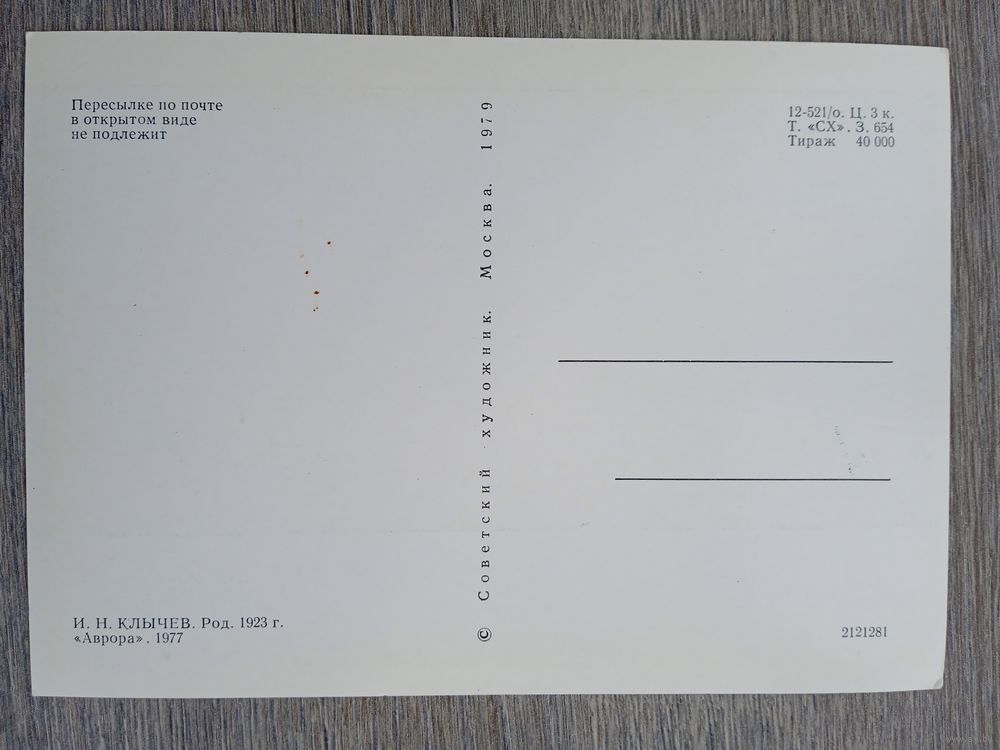 Пересылке по почте
в открытом виде
не подлежит
12-521/о. Ц. 3 к.
Т. «СХ». З. 654
Тираж 40 000
© Советский художник. Москва. 1979
И. Н. КЛЫЧЕВ. Род. 1923 г.
«Аврора». 1977
2121281